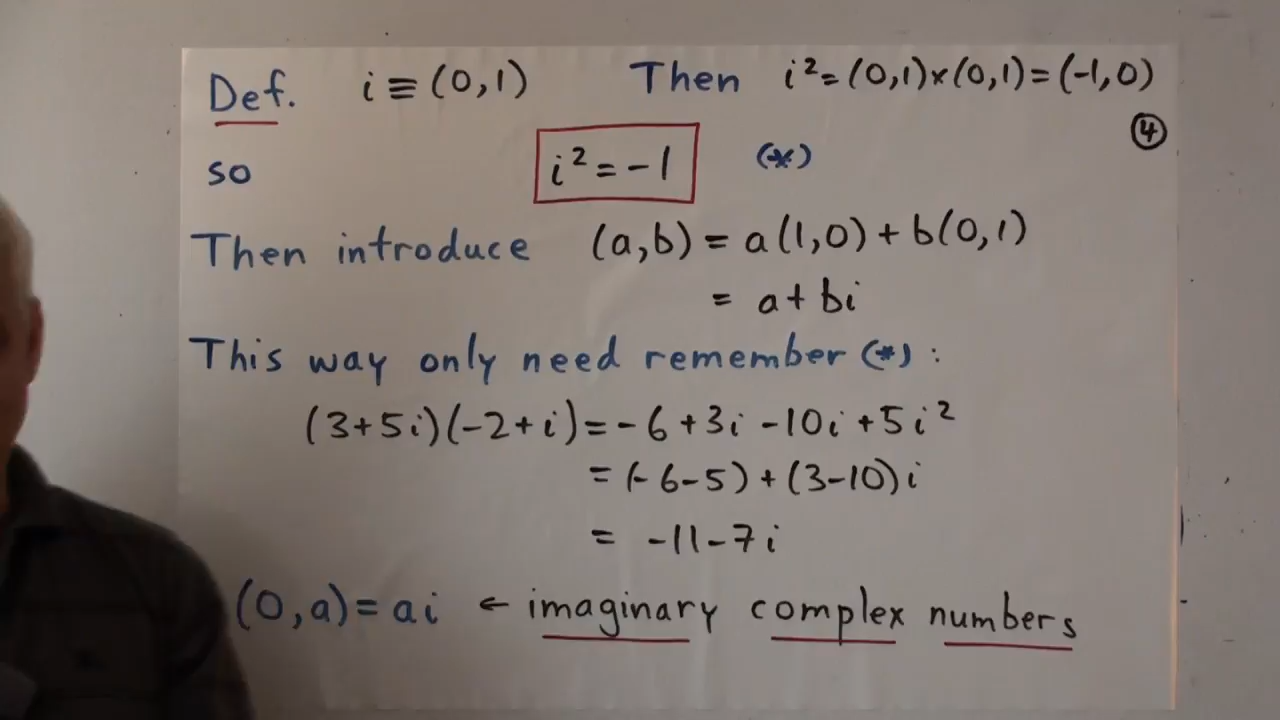 Def. i ≡ (0,1) Then i² = (0,1)×(0,1) = (-1,0)
④
so i² = -1 (*)
Then introduce (a,b) = a(1,0) + b(0,1)
= a + bi
This way only need remember (*) :
(3+5i)(-2+i) = -6 + 3i - 10i + 5i²
= (-6-5) + (3-10)i
= -11 - 7i
(0,a) = ai ← imaginary complex numbers